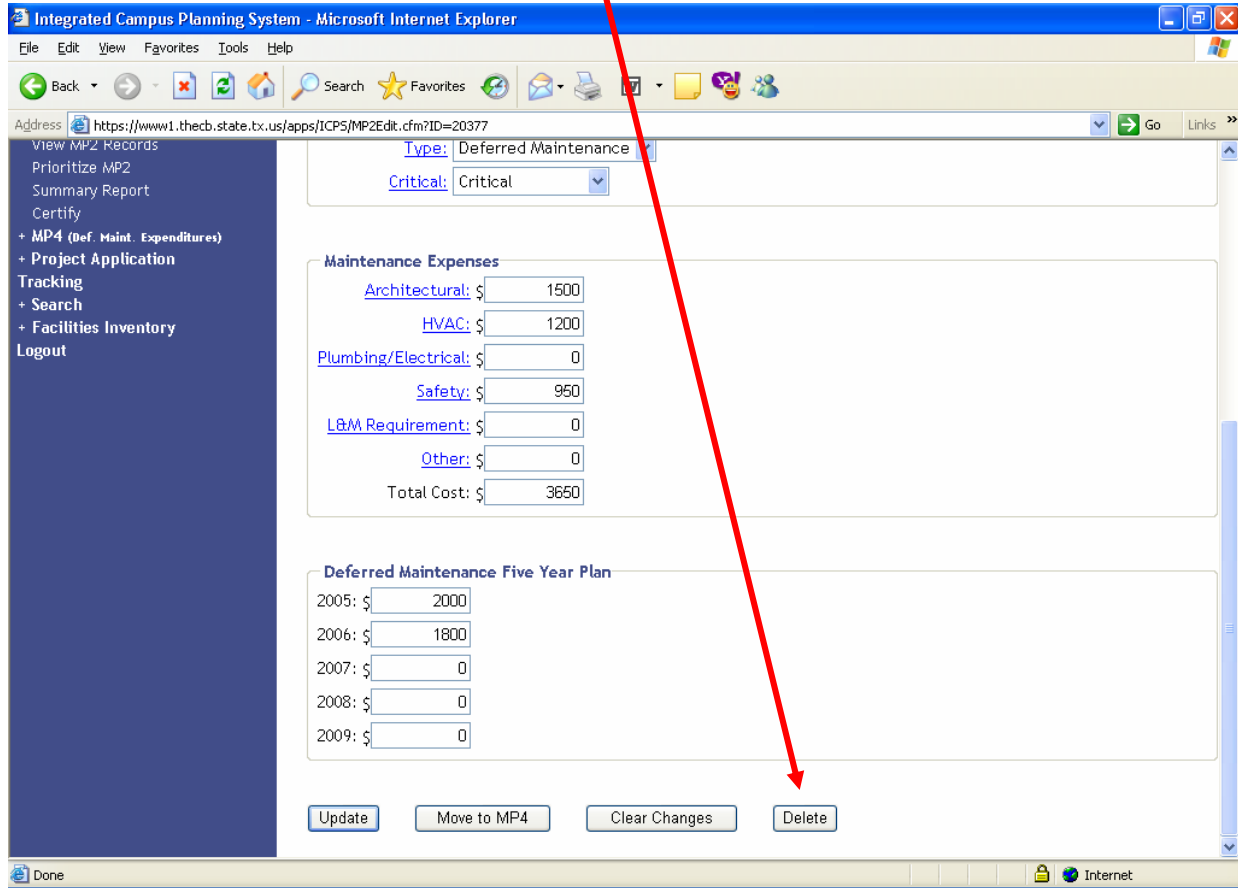 Integrated Campus Planning System - Microsoft Internet Explorer
File Edit View Favorites Tools Help
Back Search Favorites
Address https://www1.thecb.state.tx.us/apps/ICPS/MP2Edit.cfm?ID=20377 Go Links »
View MP2 Records
Prioritize MP2
Summary Report
Certify
+ MP4 (Def. Maint. Expenditures)
+ Project Application
Tracking
+ Search
+ Facilities Inventory
Logout
Type: Deferred Maintenance
Critical: Critical
Maintenance Expenses
Architectural: $ 1500
HVAC: $ 1200
Plumbing/Electrical: $ 0
Safety: $ 950
L&M Requirement: $ 0
Other: $ 0
Total Cost: $ 3650
Deferred Maintenance Five Year Plan
2005: $ 2000
2006: $ 1800
2007: $ 0
2008: $ 0
2009: $ 0
Update Move to MP4 Clear Changes Delete
Done Internet